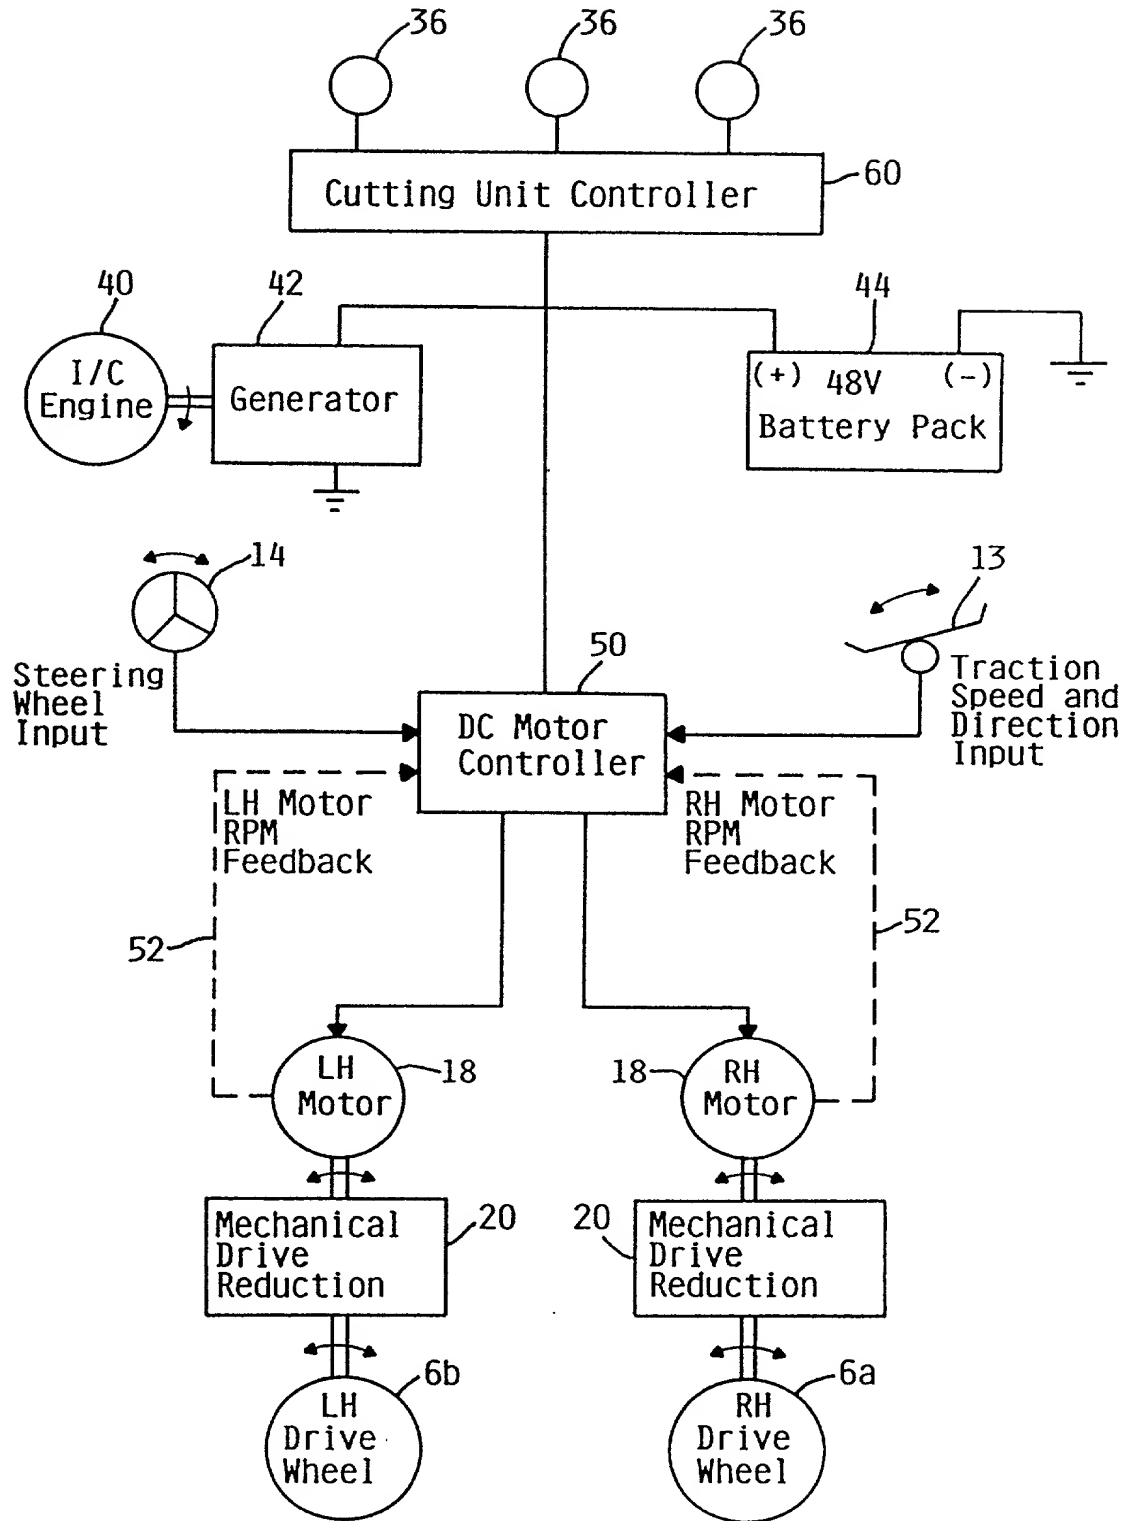 36
36
36
Cutting Unit Controller
60
40
42
44
I/C
Engine
Generator
(+) 48V (-)
Battery Pack
14
13
Steering
Wheel
Input
50
Traction
Speed and
Direction
Input
DC Motor
Controller
LH Motor
RPM
Feedback
RH Motor
RPM
Feedback
52
52
LH
Motor
18
18
RH
Motor
Mechanical
Drive
Reduction
20
20
Mechanical
Drive
Reduction
6b
6a
LH
Drive
Wheel
RH
Drive
Wheel